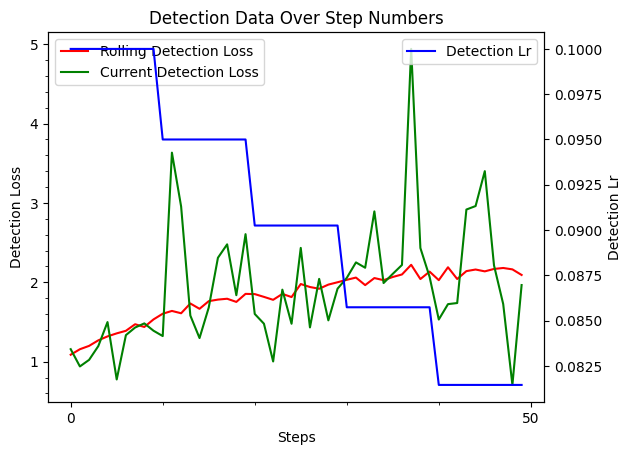 Detection Data Over Step Numbers
Rolling Detection Loss
Current Detection Loss
Detection Lr
5
4
3
2
1
Detection Loss
0.1000
0.0975
0.0950
0.0925
0.0900
0.0875
0.0850
0.0825
Detection Lr
0
50
Steps